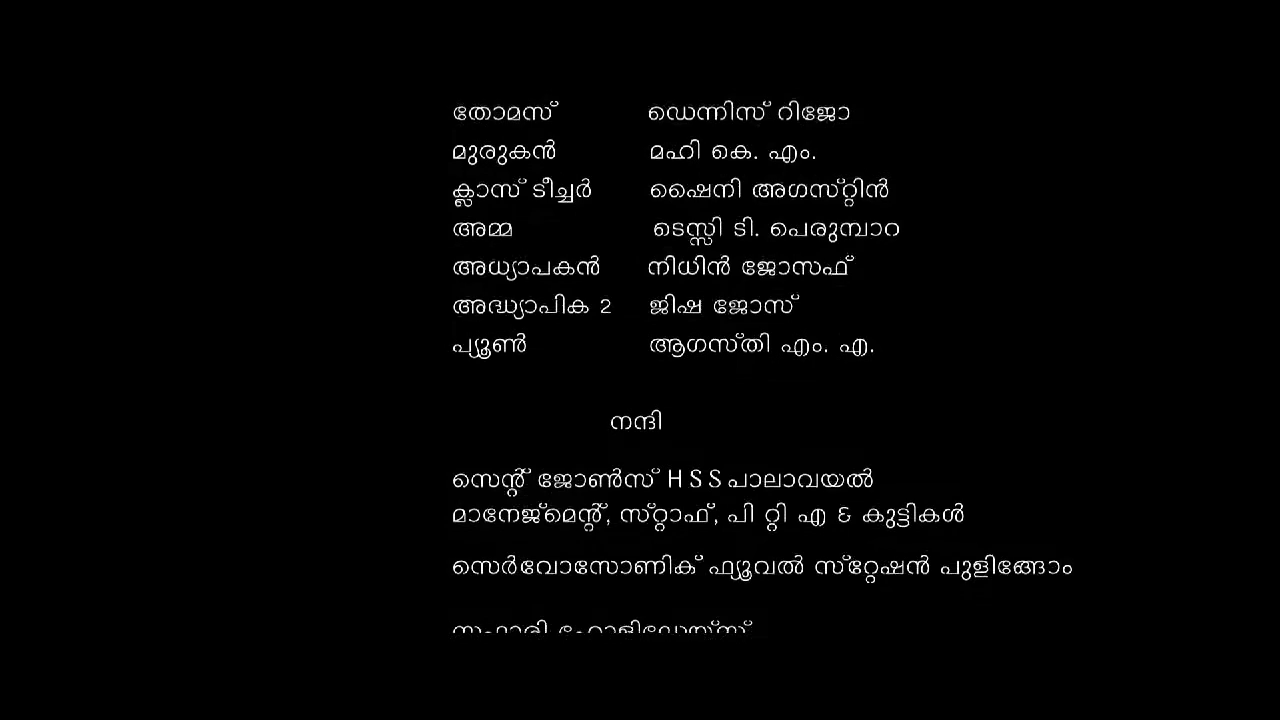 തോമസ് ഡെന്നിസ് റിജോ
മുരുകൻ മഹി കെ. എം.
ക്ലാസ് ടീച്ചർ ഷൈനി അഗസ്റ്റിൻ
അമ്മ ടെസ്സി ടി. പെരുമ്പാറ
അധ്യാപകൻ നിധിൻ ജോസഫ്
അദ്ധ്യാപിക 2 ജിഷ ജോസ്
പ്യൂൺ ആഗസ്തി എം. എ.
നന്ദി
സെന്റ് ജോൺസ് H S S പാലാവയൽ
മാനേജ്മെന്റ്, സ്റ്റാഫ്, പി റ്റി എ & കുട്ടികൾ
സെർവോസോണിക് ഫ്യൂവൽ സ്റ്റേഷൻ പുളിങ്ങോം